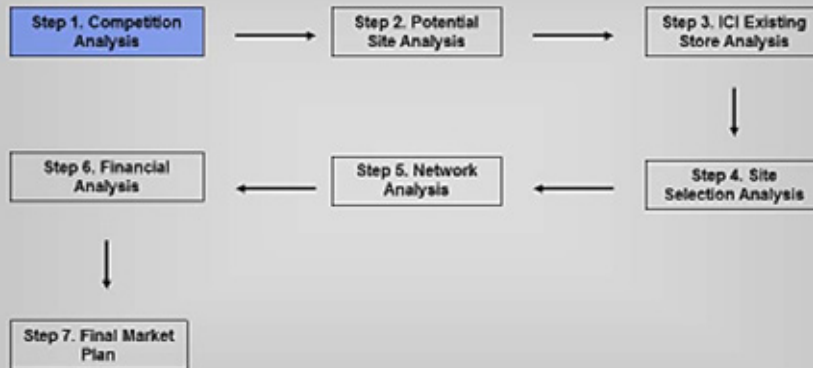 Step 1. Competition
Analysis
Step 2. Potential
Site Analysis
Step 3. ICI Existing
Store Analysis
Step 4. Site
Selection Analysis
Step 5. Network
Analysis
Step 6. Financial
Analysis
Step 7. Final Market
Plan